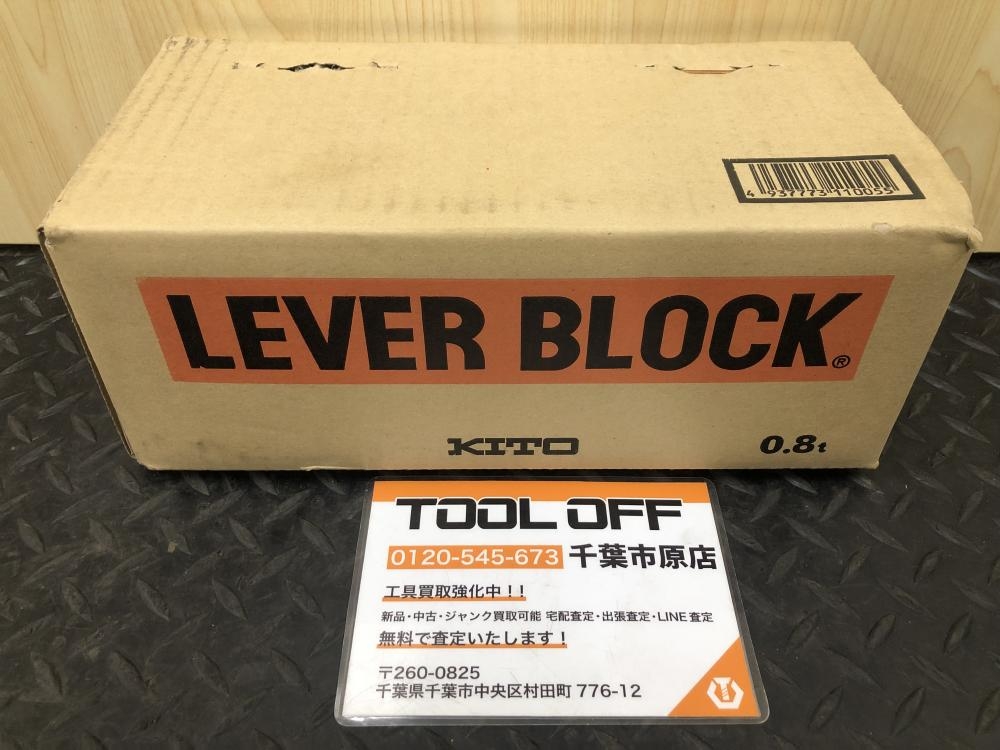 4 937773 110055
LEVER BLOCK®
KITO 0.8t
TOOL OFF
0120-545-673 千葉市原店
工具買取強化中!!
新品・中古・ジャンク買取可能 宅配査定・出張査定・LINE査定
無料で査定いたします!
〒260-0825
千葉県千葉市中央区村田町 776-12